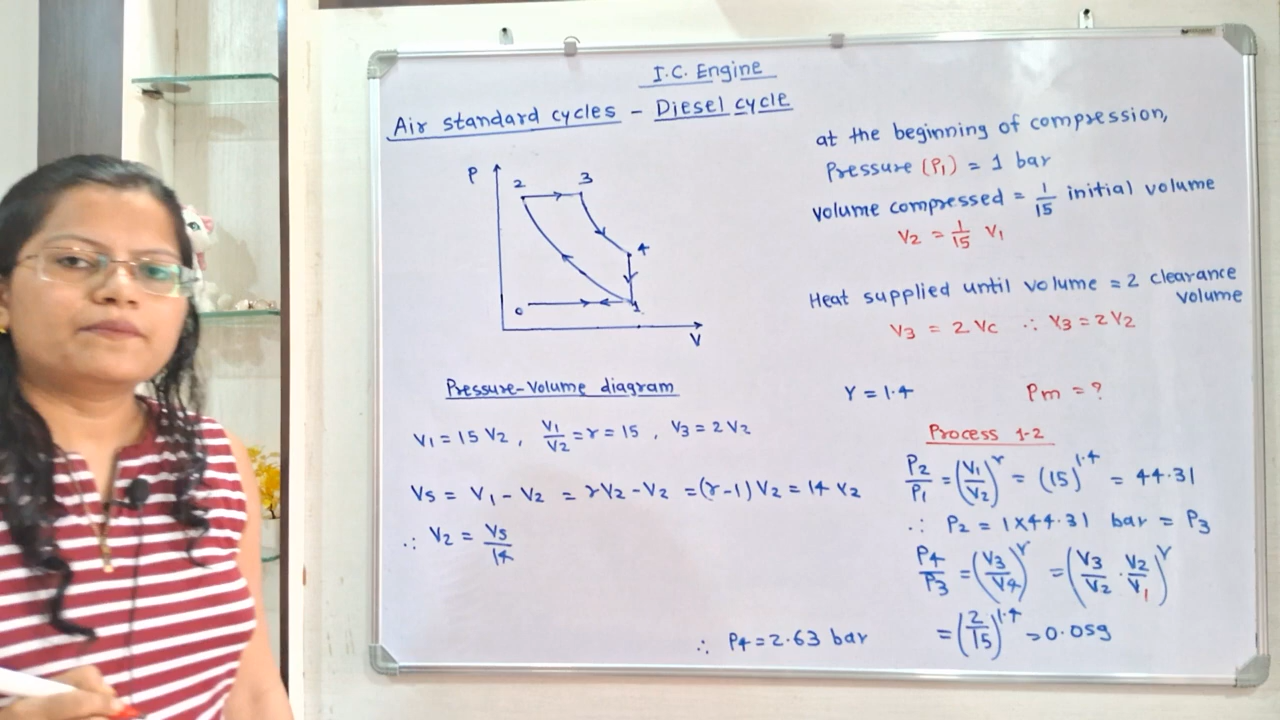 I.C. Engine
Air standard cycles - Diesel cycle
P
2
3
4
0
1
V
Pressure-Volume diagram
V1 = 15 V2 , V1/V2 = r = 15 , V3 = 2 V2
Vs = V1 - V2 = rV2 - V2 = (r-1) V2 = 14 V2
∴ V2 = Vs/14
at the beginning of compression,
Pressure (P1) = 1 bar
volume compressed = 1/15 initial volume
V2 = 1/15 V1
Heat supplied until volume = 2 clearance
volume
V3 = 2 Vc ∴ V3 = 2 V2
γ = 1.4 Pm = ?
Process 1-2
P2/P1 = (V1/V2)^γ = (15)^1.4 = 44.31
∴ P2 = 1 × 44.31 bar = P3
P4/P3 = (V3/V4)^γ = (V3/V2 . V2/V1)^γ
= (2/15)^1.4 = 0.059
∴ P4 = 2.63 bar